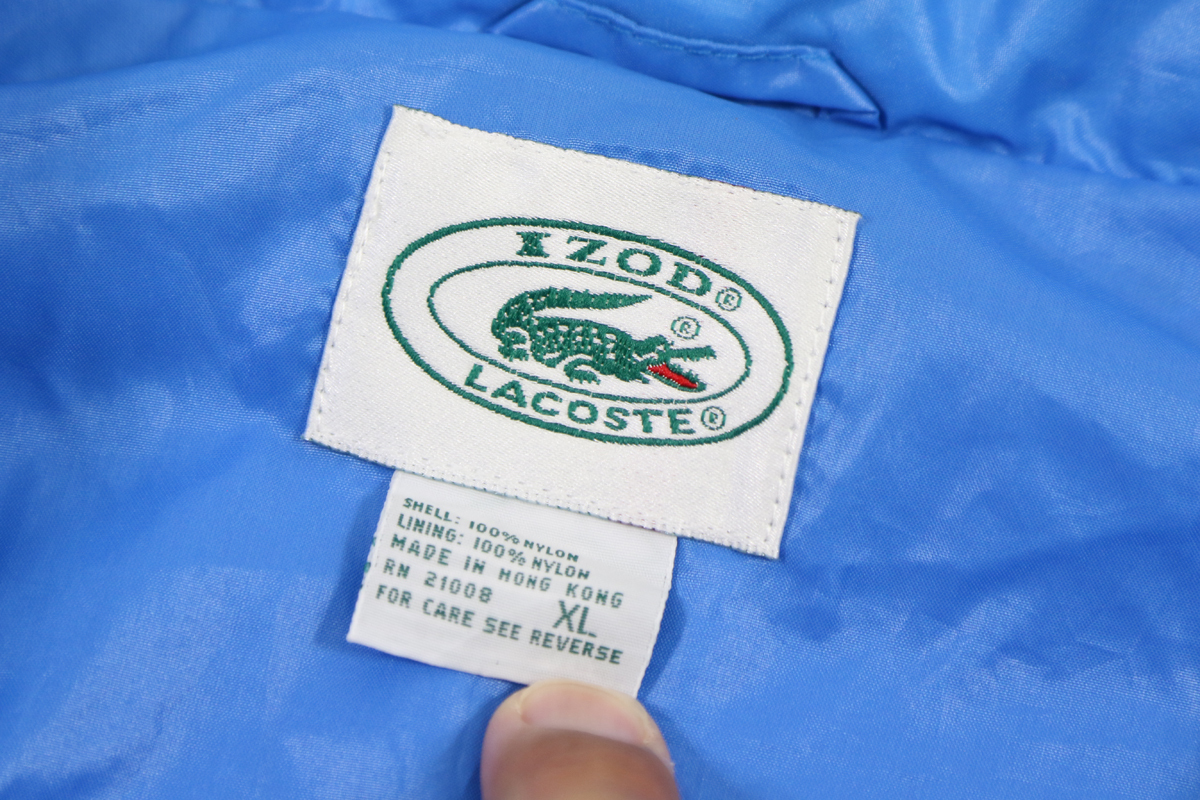 IZOD®
®
LACOSTE®
SHELL: 100% NYLON
LINING: 100% NYLON
MADE IN HONG KONG
RN 21008
XL
FOR CARE SEE REVERSE